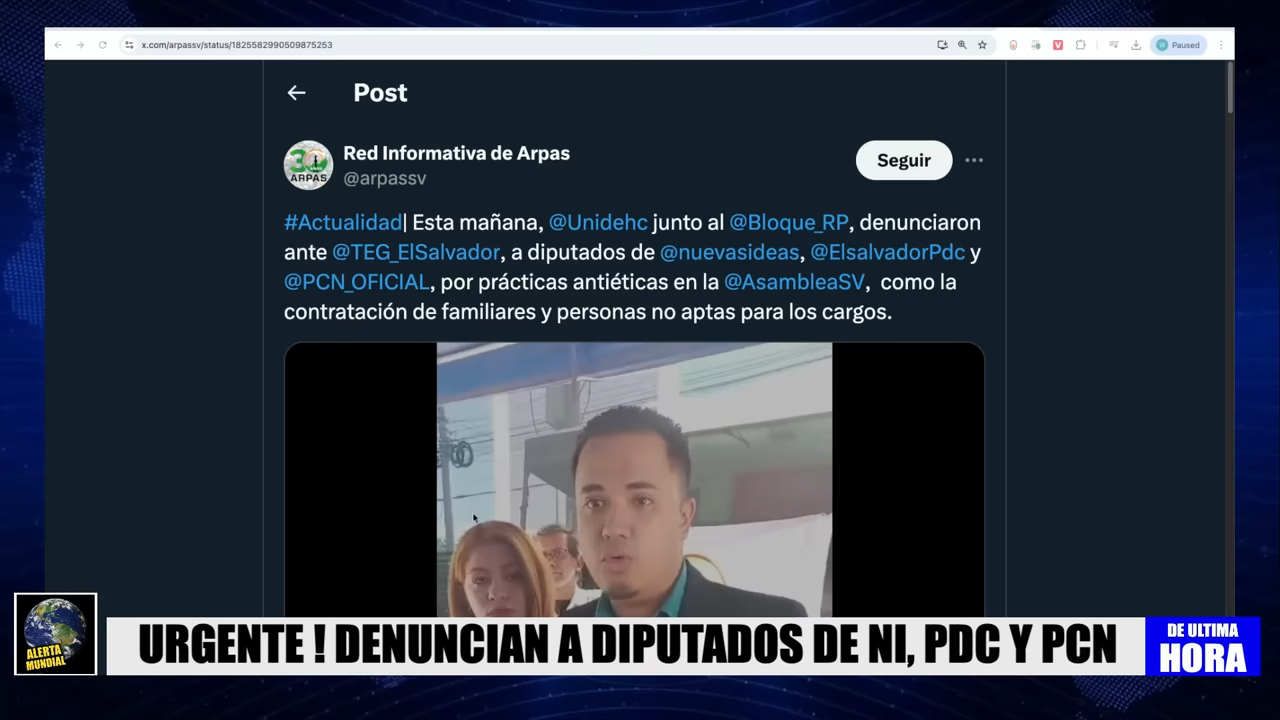 x.com/arpassv/status/1825582990509875253
V
W Paused
Post
30
ARPAS
Red Informativa de Arpas
@arpassv
Seguir
#Actualidad| Esta mañana, @Unidehc junto al @Bloque_RP, denunciaron
ante @TEG_ElSalvador, a diputados de @nuevasideas, @ElsalvadorPdc y
@PCN_OFICIAL, por prácticas antiéticas en la @AsambleaSV, como la
contratación de familiares y personas no aptas para los cargos.
ALERTA
MUNDIAL
URGENTE ! DENUNCIAN A DIPUTADOS DE NI, PDC Y PCN
DE ULTIMA
HORA